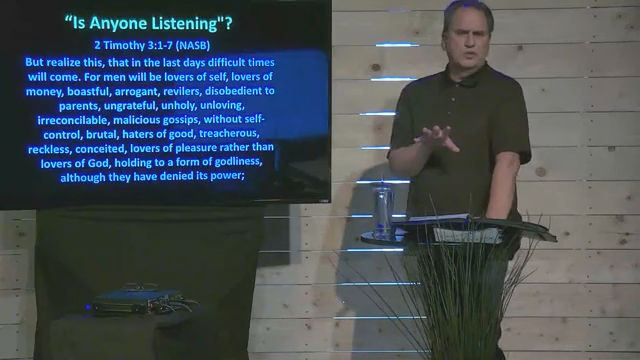 “Is Anyone Listening"?
2 Timothy 3:1-7 (NASB)
But realize this, that in the last days difficult times
will come. For men will be lovers of self, lovers of
money, boastful, arrogant, revilers, disobedient to
parents, ungrateful, unholy, unloving,
irreconcilable, malicious gossips, without self-
control, brutal, haters of good, treacherous,
reckless, conceited, lovers of pleasure rather than
lovers of God, holding to a form of godliness,
although they have denied its power;